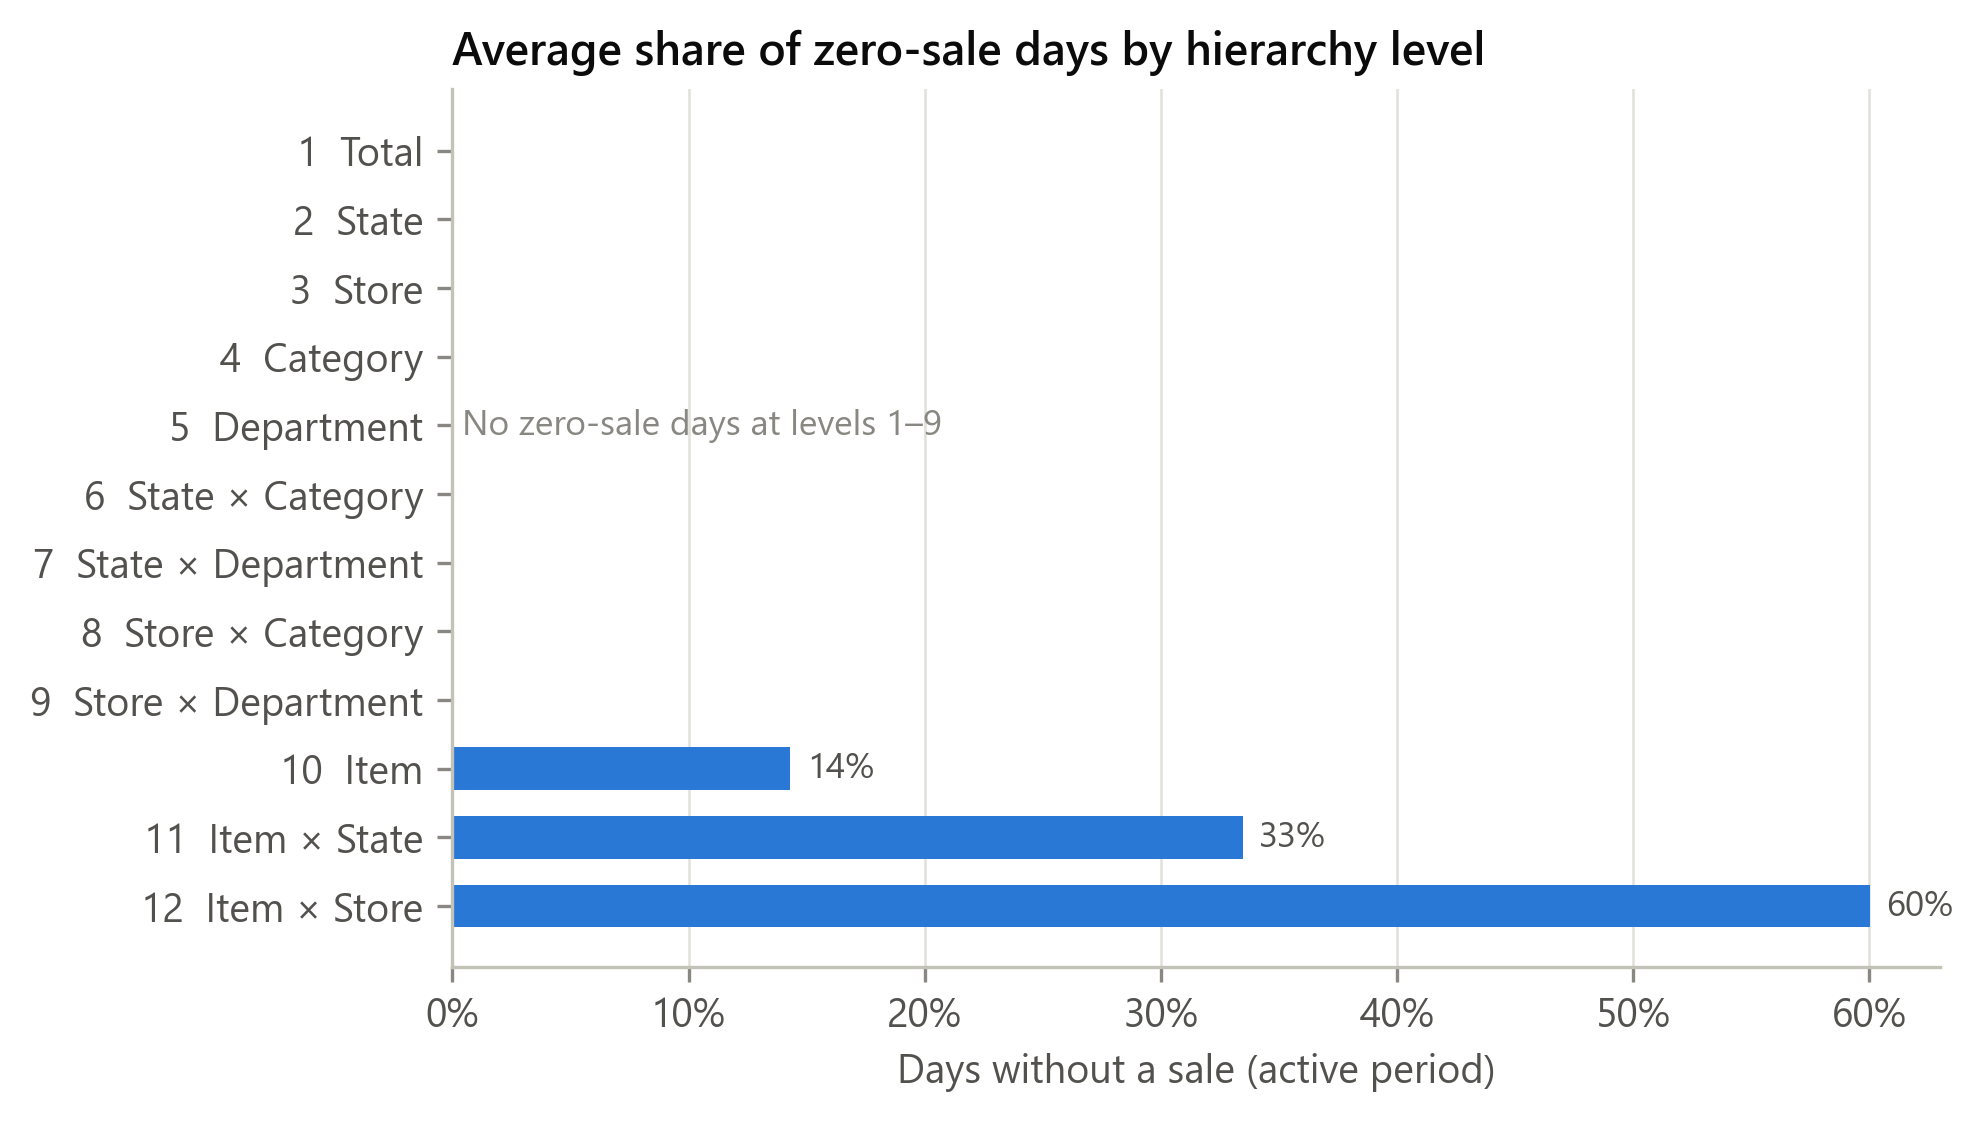 Average share of zero-sale days by hierarchy level
1 Total
2 State
3 Store
4 Category
5 Department
No zero-sale days at levels 1–9
6 State × Category
7 State × Department
8 Store × Category
9 Store × Department
10 Item
14%
11 Item × State
33%
12 Item × Store
60%
0% 10% 20% 30% 40% 50% 60%
Days without a sale (active period)